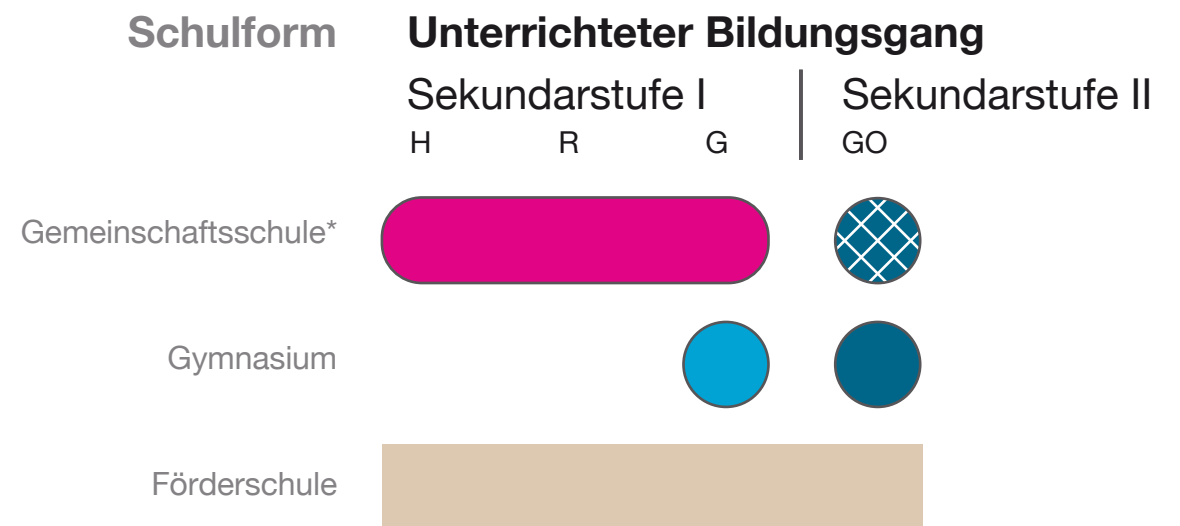 Schulform Unterrichteter Bildungsgang
Sekundarstufe I Sekundarstufe II
H R G GO
Gemeinschaftsschule*
Gymnasium
Förderschule